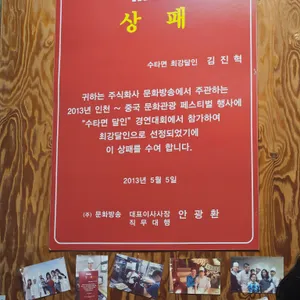 상 패
수타면 최강달인 김 진 혁
귀하는 주식회사 문화방송에서 주관하는
2013년 인천 ~ 중국 문화관광 페스티벌 행사에
"수타면 달인" 경연대회에서 참가하여
최강달인으로 선정되었기에
이 상패를 수여 합니다.
2013년 5월 5일
(주) 문화방송 대표이사사장 안 광 환
직 무 대 행